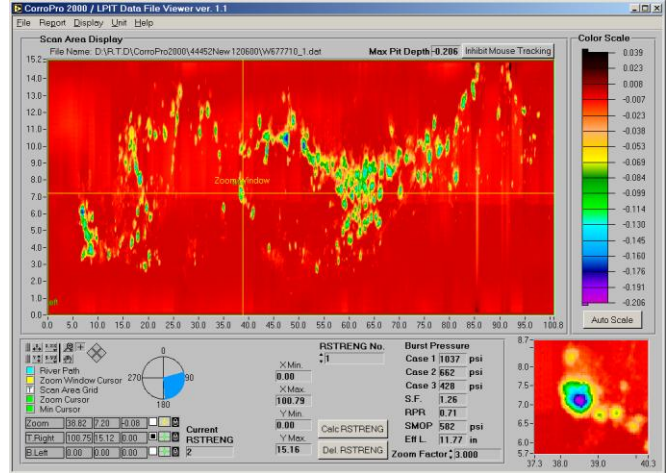 CorroPro 2000 / LPIT Data File Viewer ver. 1.1
File Report Display Unit Help
Scan Area Display
File Name: D:\R.T.D\CorroPro2000\44452New120600\W677710_1.dat Max Pit Depth -0.206 Inhibit Mouse Tracking
Color Scale
15.2
14.0
13.0
12.0
11.0
10.0
9.0
8.0
7.0
6.0
5.0
4.0
3.0
2.0
1.0
0.0
Zoom Window
0.0 5.0 10.0 15.0 20.0 25.0 30.0 35.0 40.0 45.0 50.0 55.0 60.0 65.0 70.0 75.0 80.0 85.0 90.0 95.0 100.8
0.039
0.023
0.008
-0.007
-0.023
-0.038
-0.053
-0.069
-0.084
-0.099
-0.114
-0.130
-0.145
-0.160
-0.176
-0.191
-0.206
Auto Scale
River Path
Zoom Window Cursor
Scan Area Grid
Zoom Cursor
Min Cursor
0
270 90
180
Zoom 38.82 7.20 -0.08
T.Right 100.75 15.12 0.00
B.Left 0.00 0.00 0.00
Current
RSTRENG
2
X Min.
0.00
X Max.
100.79
Y Min.
0.00
Y Max.
15.16
RSTRENG No.
1
Calc RSTRENG
Del. RSTRENG
Burst Pressure
Case 1 1037 psi
Case 2 662 psi
Case 3 428 psi
S.F. 1.26
RPR 0.71
SMOP 582 psi
Eff L. 11.77 in
Zoom Factor 3.000
8.7
8.0
7.5
7.0
6.5
6.0
5.7
37.3 38.0 39.0 40.3